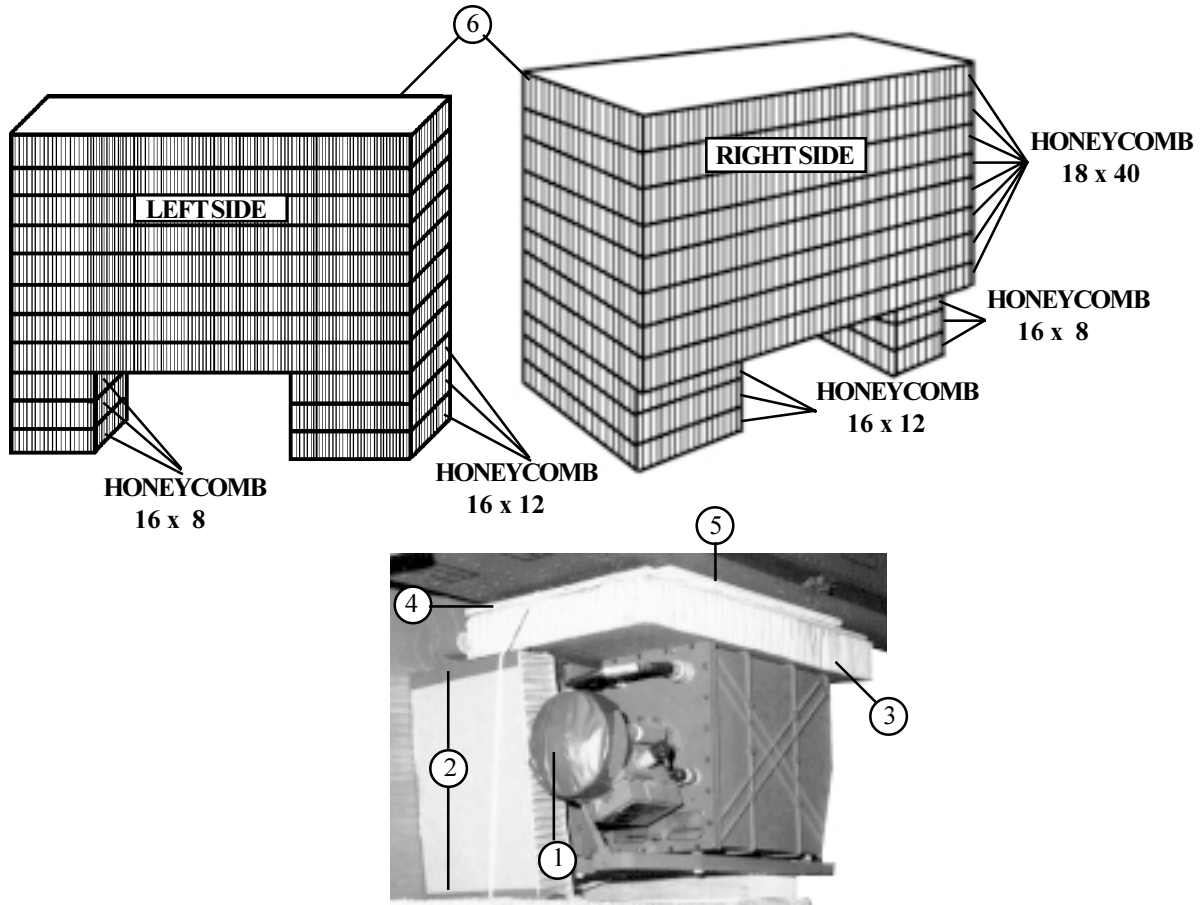 6
LEFT SIDE
RIGHT SIDE
HONEYCOMB
18 x 40
HONEYCOMB
16 x 8
HONEYCOMB
16 x 12
HONEYCOMB
16 x 8
HONEYCOMB
16 x 12
5
4
3
2
1